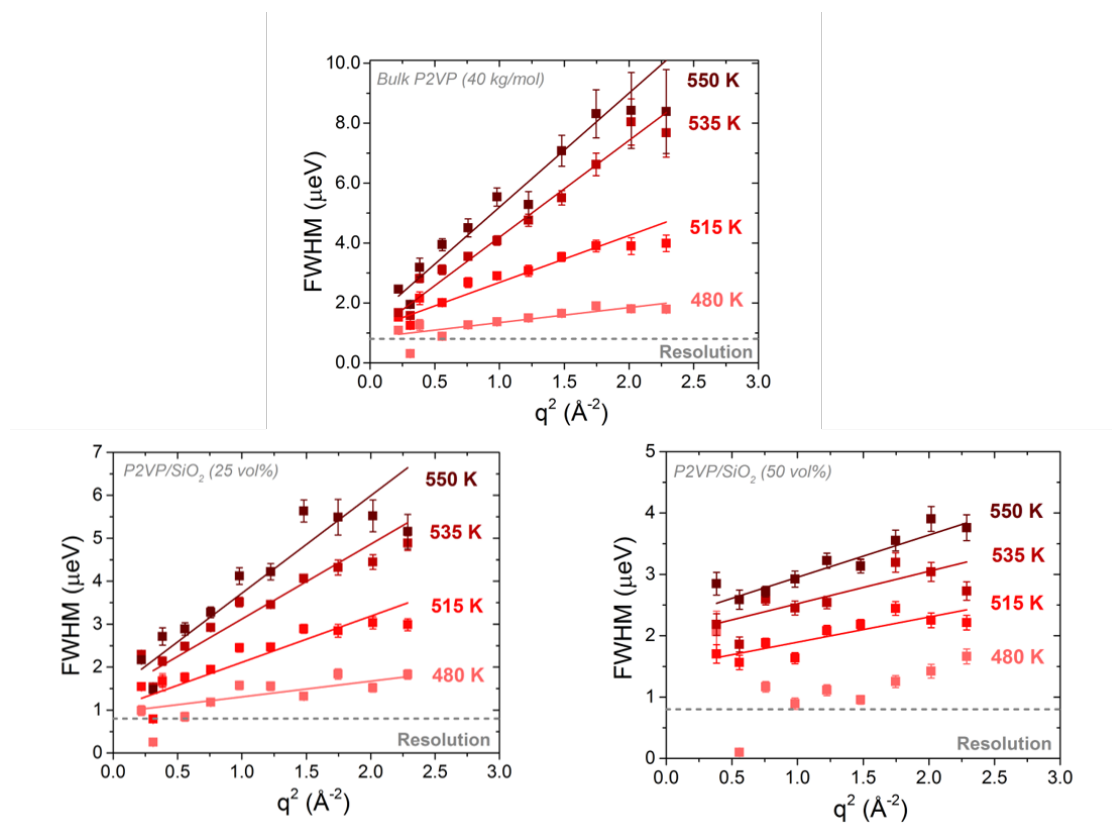 Bulk P2VP (40 kg/mol)
550 K
535 K
515 K
480 K
Resolution
FWHM (μeV)
10.0
8.0
6.0
4.0
2.0
0.0
0.0 0.5 1.0 1.5 2.0 2.5 3.0
q² (Å⁻²)
P2VP/SiO₂ (25 vol%)
550 K
535 K
515 K
480 K
Resolution
FWHM (μeV)
7
6
5
4
3
2
1
0
0.0 0.5 1.0 1.5 2.0 2.5 3.0
q² (Å⁻²)
P2VP/SiO₂ (50 vol%)
550 K
535 K
515 K
480 K
Resolution
FWHM (μeV)
5
4
3
2
1
0
0.0 0.5 1.0 1.5 2.0 2.5 3.0
q² (Å⁻²)